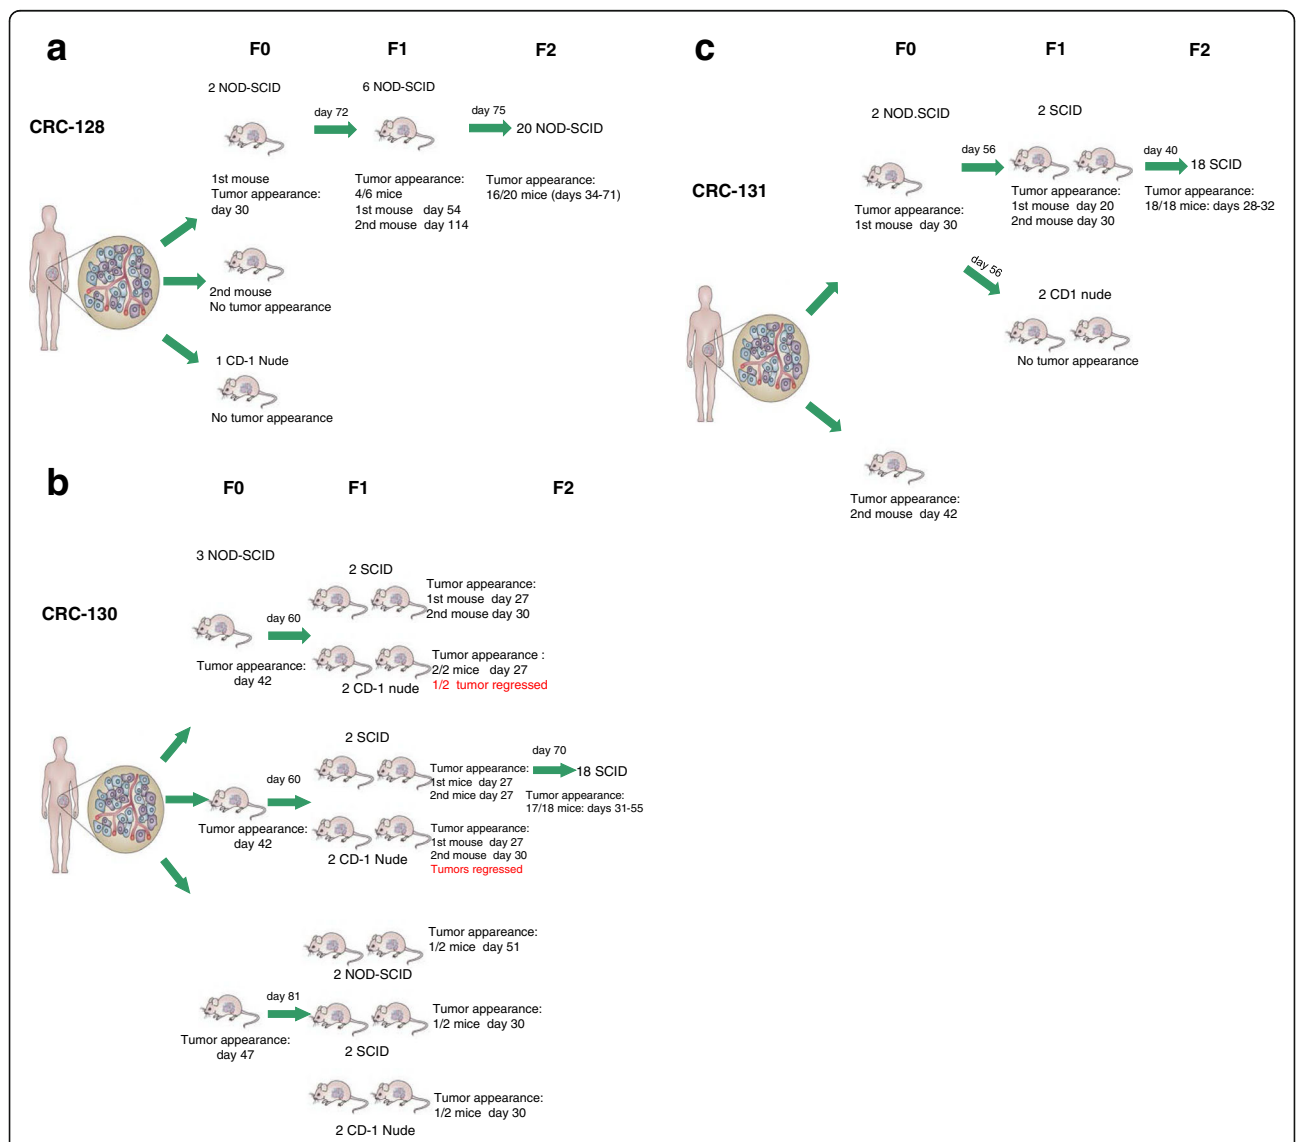 a
F0
F1
F2
2 NOD-SCID
6 NOD-SCID
CRC-128
day 72
day 75
20 NOD-SCID
1st mouse
Tumor appearance:
day 30
Tumor appearance:
4/6 mice
1st mouse day 54
2nd mouse day 114
Tumor appearance:
16/20 mice (days 34-71)
2nd mouse
No tumor appearance
1 CD-1 Nude
No tumor appearance
b
F0
F1
F2
3 NOD-SCID
CRC-130
2 SCID
Tumor appearance:
1st mouse day 27
2nd mouse day 30
day 60
Tumor appearance:
day 42
Tumor appearance :
2/2 mice day 27
1/2 tumor regressed
2 CD-1 nude
2 SCID
day 60
Tumor appearance:
1st mice day 27
2nd mice day 27
day 70
18 SCID
Tumor appearance:
17/18 mice: days 31-55
Tumor appearance:
day 42
Tumor appearance:
1st mouse day 27
2nd mouse day 30
Tumors regressed
2 CD-1 Nude
Tumor appareance:
1/2 mice day 51
2 NOD-SCID
day 81
Tumor appearance:
day 47
Tumor appearance:
1/2 mice day 30
2 SCID
Tumor appearance:
1/2 mice day 30
2 CD-1 Nude
c
F0
F1
F2
2 NOD.SCID
2 SCID
CRC-131
day 56
day 40
18 SCID
Tumor appearance:
1st mouse day 30
Tumor appearance:
1st mouse day 20
2nd mouse day 30
Tumor appearance:
18/18 mice: days 28-32
day 56
2 CD1 nude
No tumor appearance
Tumor appearance:
2nd mouse day 42